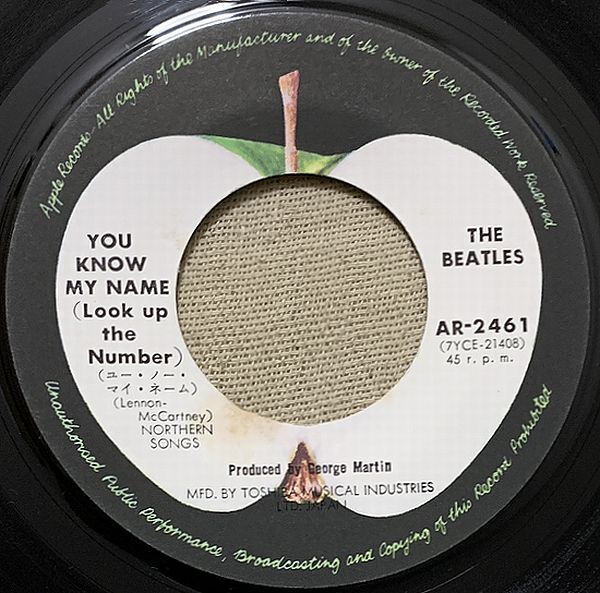 Apple Records All Rights of the Manufacturer and of the Owner of the Recorded Work Reserved
YOU
KNOW
MY NAME
(Look up
the
Number)
(ユー・ノー・
マイ・ネーム)
(Lennon-
McCartney)
NORTHERN
SONGS
THE
BEATLES
AR-2461
(7YCE-21408)
45 r. p. m.
Produced by George Martin
MFD. BY TOSHIBA MUSICAL INDUSTRIES
LTD. JAPAN
Unauthorised Public Performance, Broadcasting and Copying of this Record Prohibited